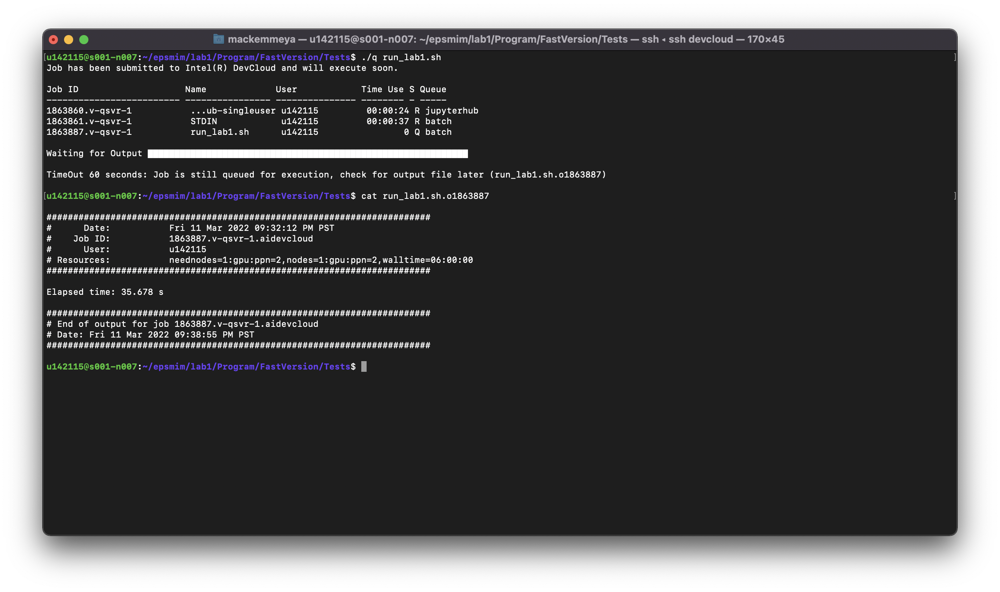 mackemmeya — u142115@s001-n007: ~/epsmim/lab1/Program/FastVersion/Tests — ssh ◂ ssh devcloud — 170×45
[u142115@s001-n007:~/epsmim/lab1/Program/FastVersion/Tests$ ./q run_lab1.sh ]
Job has been submitted to Intel(R) DevCloud and will execute soon.
Job ID                    Name             User            Time Use S Queue
------------------------- ---------------- --------------- -------- - -----
1863860.v-qsvr-1           ...ub-singleuser u142115         00:00:24 R jupyterhub
1863861.v-qsvr-1           STDIN            u142115         00:00:37 R batch
1863887.v-qsvr-1           run_lab1.sh      u142115                0 Q batch
Waiting for Output ████████████████████████████████████████████████████████████
TimeOut 60 seconds: Job is still queued for execution, check for output file later (run_lab1.sh.o1863887)
[u142115@s001-n007:~/epsmim/lab1/Program/FastVersion/Tests$ cat run_lab1.sh.o1863887 ]
########################################################################
#      Date:           Fri 11 Mar 2022 09:32:12 PM PST
#    Job ID:           1863887.v-qsvr-1.aidevcloud
#      User:           u142115
# Resources:           neednodes=1:gpu:ppn=2,nodes=1:gpu:ppn=2,walltime=06:00:00
########################################################################
Elapsed time: 35.678 s
########################################################################
# End of output for job 1863887.v-qsvr-1.aidevcloud
# Date: Fri 11 Mar 2022 09:38:55 PM PST
########################################################################
u142115@s001-n007:~/epsmim/lab1/Program/FastVersion/Tests$